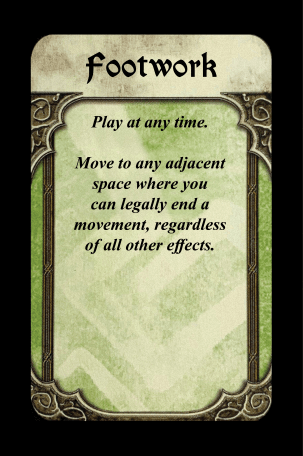 Footwork
Play at any time.
Move to any adjacent
space where you
can legally end a
movement, regardless
of all other effects.